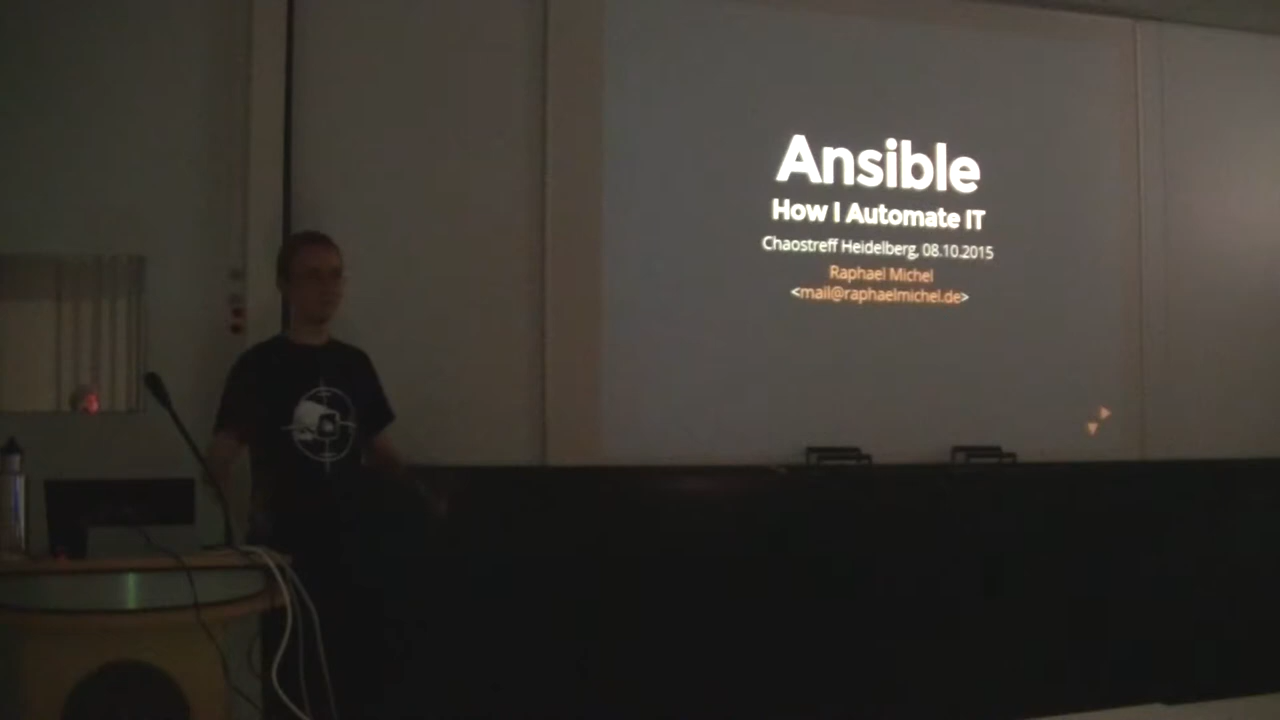 Ansible
How I Automate IT
Chaostreff Heidelberg, 08.10.2015
Raphael Michel
<mail@raphaelmichel.de>